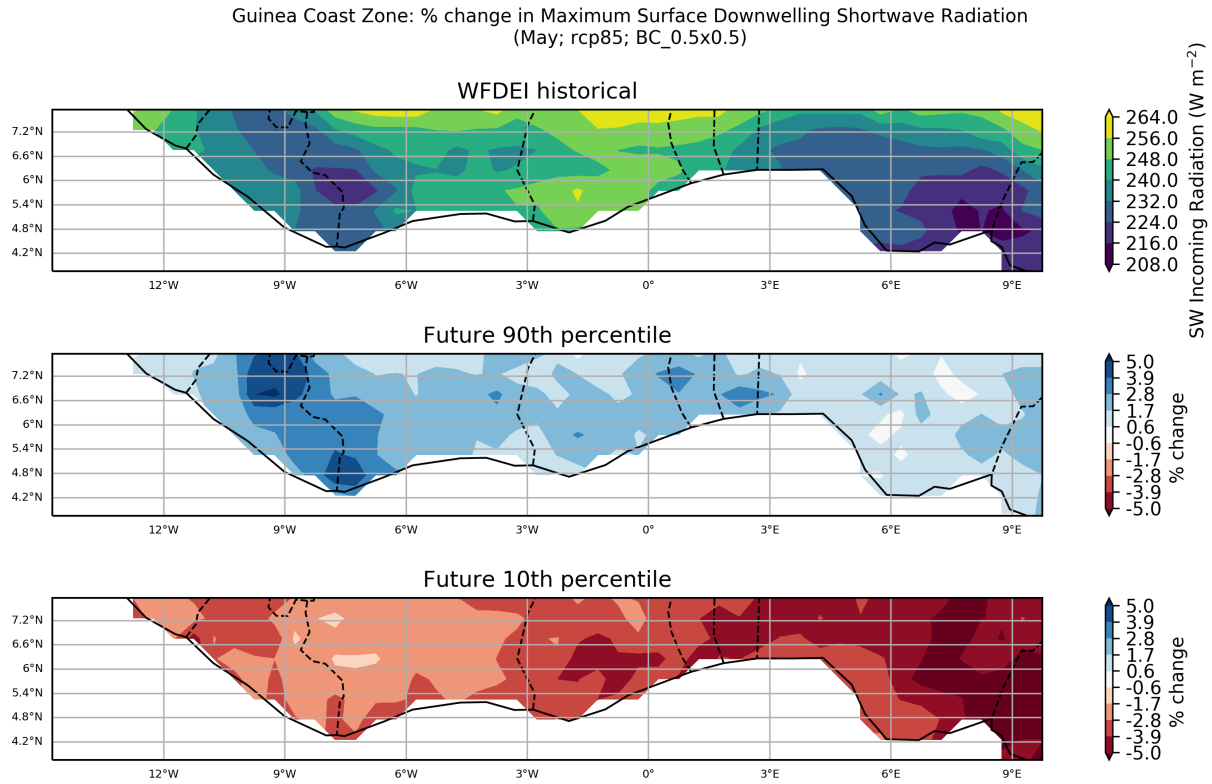 Guinea Coast Zone: % change in Maximum Surface Downwelling Shortwave Radiation
(May; rcp85; BC_0.5x0.5)
WFDEI historical
7.2°N
6.6°N
6°N
5.4°N
4.8°N
4.2°N
12°W 9°W 6°W 3°W 0° 3°E 6°E 9°E
264.0
256.0
248.0
240.0
232.0
224.0
216.0
208.0
SW Incoming Radiation (W m⁻²)
Future 90th percentile
7.2°N
6.6°N
6°N
5.4°N
4.8°N
4.2°N
12°W 9°W 6°W 3°W 0° 3°E 6°E 9°E
5.0
3.9
2.8
1.7
0.6
-0.6
-1.7
-2.8
-3.9
-5.0
% change
Future 10th percentile
7.2°N
6.6°N
6°N
5.4°N
4.8°N
4.2°N
12°W 9°W 6°W 3°W 0° 3°E 6°E 9°E
5.0
3.9
2.8
1.7
0.6
-0.6
-1.7
-2.8
-3.9
-5.0
% change